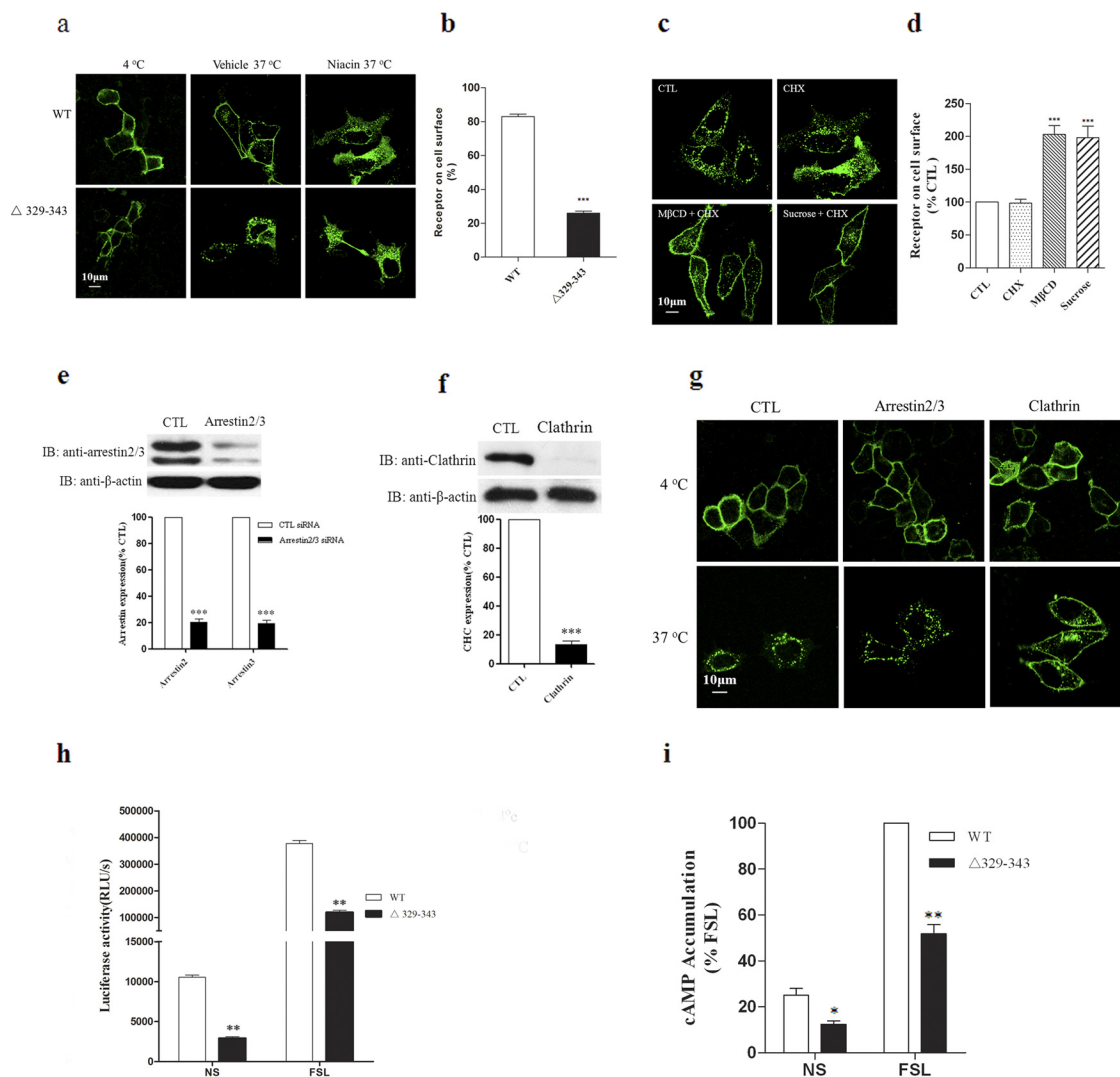 a
4 °C
Vehicle 37 °C
Niacin 37 °C
WT
△ 329-343
10μm
b
Receptor on cell surface
(%)
100
80
60
40
20
0
***
WT
△329-343
c
CTL
CHX
MβCD + CHX
Sucrose + CHX
10μm
d
Receptor on cell surface
(% CTL )
250
200
150
100
50
0
***
***
CTL
CHX
MβCD
Sucrose
e
CTL
Arrestin2/3
IB: anti-arrestin2/3
IB: anti-β-actin
Arrestin expression(% CTL)
100
80
60
40
20
0
CTL siRNA
Arrestin2/3 siRNA
***
***
Arrestin2
Arrestin3
f
CTL
Clathrin
IB: anti-Clathrin
IB: anti-β-actin
CHC expression(% CTL)
100
80
60
40
20
0
***
CTL
Clathrin
g
CTL
Arrestin2/3
Clathrin
4 °C
37 °C
10μm
h
Luciferase activity(RLU/s)
500000
400000
300000
200000
100000
15000
10000
5000
0
**
**
WT
△ 329-343
NS
FSL
i
cAMP Accumulation
(% FSL)
100
80
60
40
20
0
*
**
WT
△329-343
NS
FSL